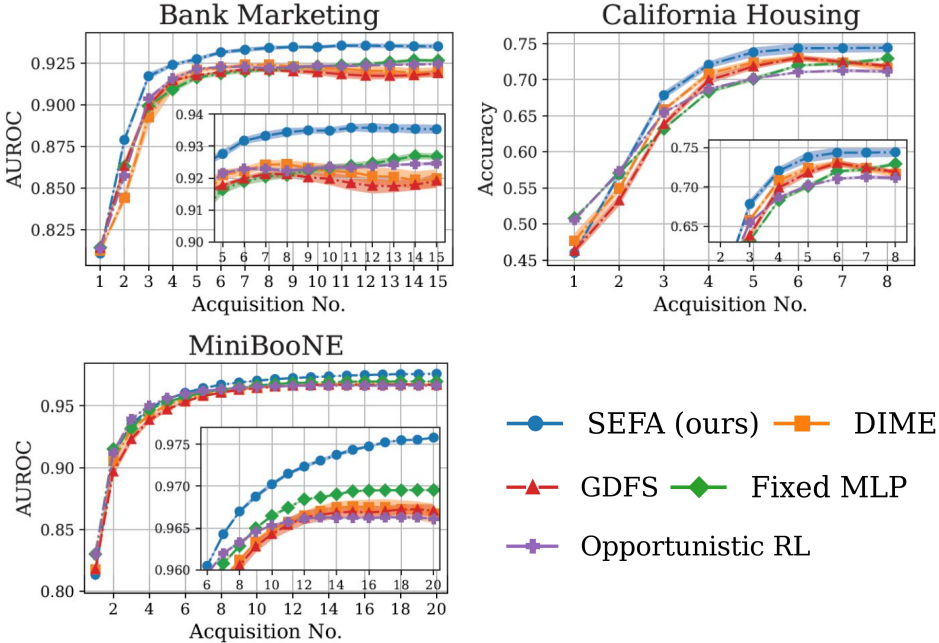 Bank Marketing
AUROC
0.925
0.900
0.875
0.850
0.825
0.94
0.93
0.92
0.91
0.90
5 6 7 8 9 10 11 12 13 14 15
1 2 3 4 5 6 7 8 9 10 11 12 13 14 15
Acquisition No.
California Housing
Accuracy
0.75
0.70
0.65
0.60
0.55
0.50
0.45
0.75
0.70
0.65
2 3 4 5 6 7 8
1 2 3 4 5 6 7 8
Acquisition No.
MiniBooNE
AUROC
0.95
0.90
0.85
0.80
0.975
0.970
0.965
0.960
6 8 10 12 14 16 18 20
2 4 6 8 10 12 14 16 18 20
Acquisition No.
SEFA (ours) DIME
GDFS Fixed MLP
Opportunistic RL